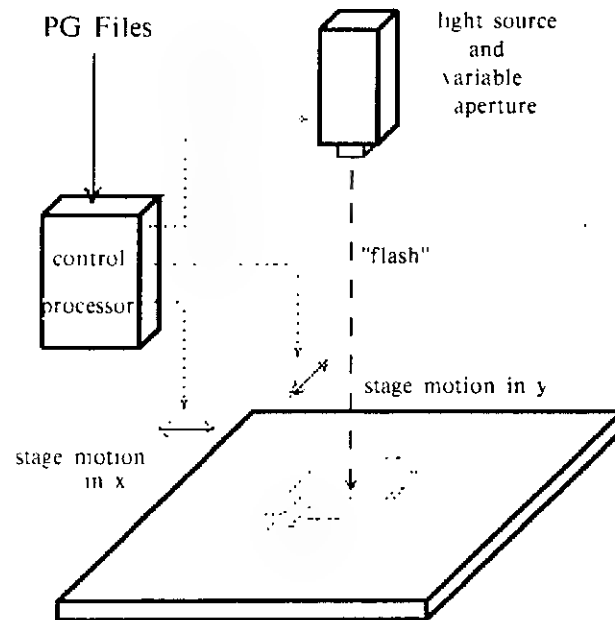 PG Files
light source
and
variable
aperture
control
processor
"flash"
stage motion in y
stage motion
in x